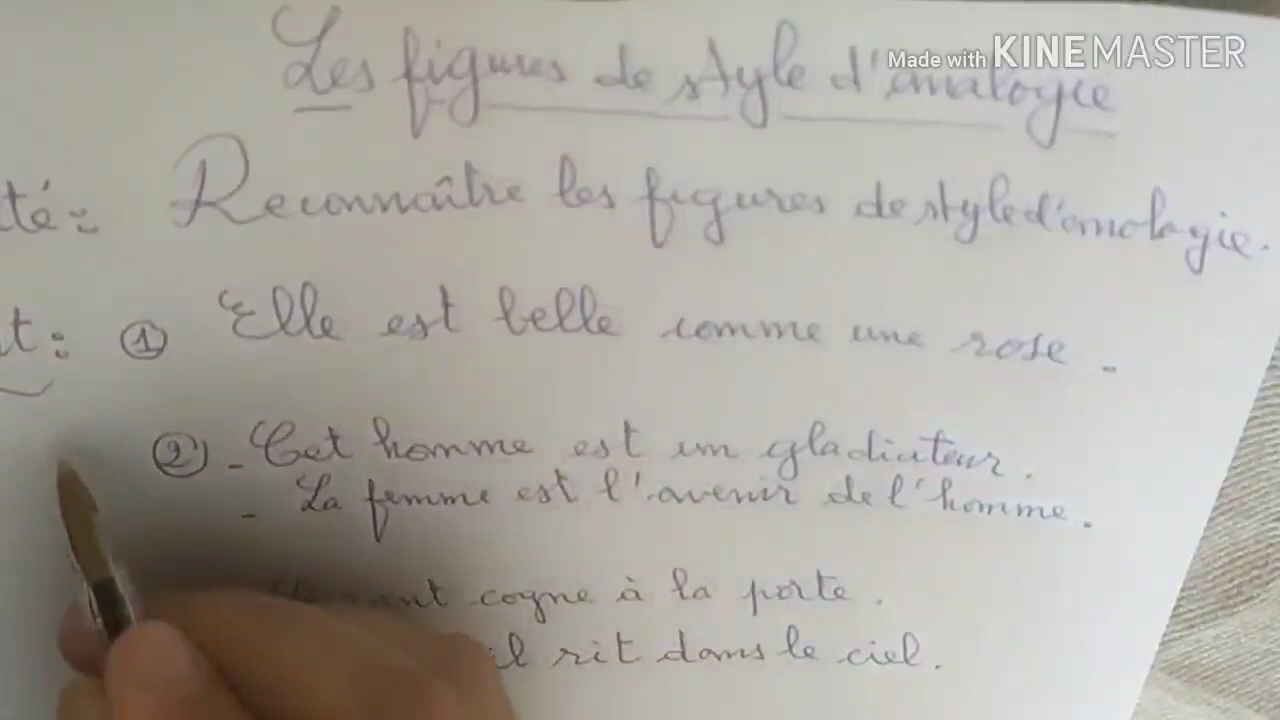 Made with KINEMASTER
Les figures de style d'analogie
té: Reconnaître les figures de style d'analogie.
t: ① Elle est belle comme une rose.
② - Cet homme est un gladiateur.
- La femme est l'avenir de l'homme.
cogne à la porte.
il rit dans le ciel.